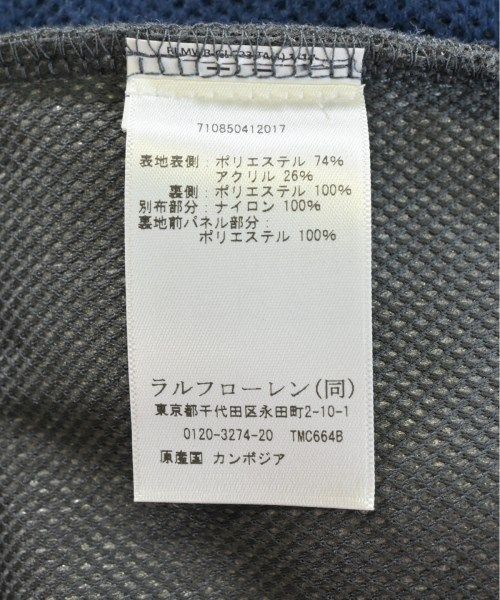 710850412017
表地表側：ポリエステル 74%
アクリル 26%
裏側：ポリエステル 100%
別布部分：ナイロン 100%
裏地前パネル部分：
ポリエステル 100%
ラルフローレン(同)
東京都千代田区永田町2-10-1
0120-3274-20 TMC664B
原産国 カンボジア